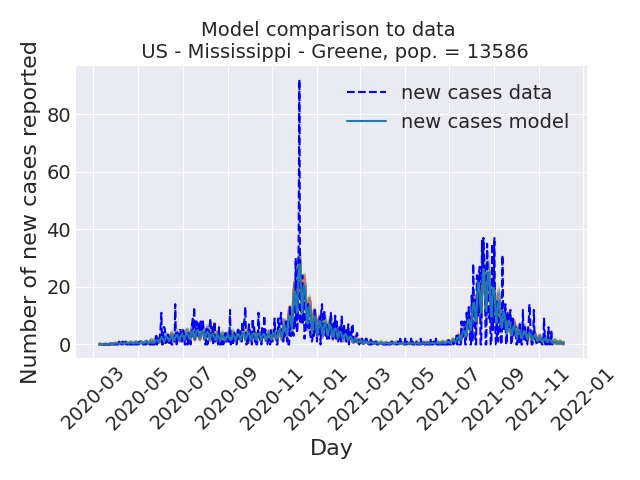 Model comparison to data
US - Mississippi - Greene, pop. = 13586
Number of new cases reported
new cases data
new cases model
80
60
40
20
0
2020-03
2020-05
2020-07
2020-09
2020-11
2021-01
2021-03
2021-05
2021-07
2021-09
2021-11
2022-01
Day